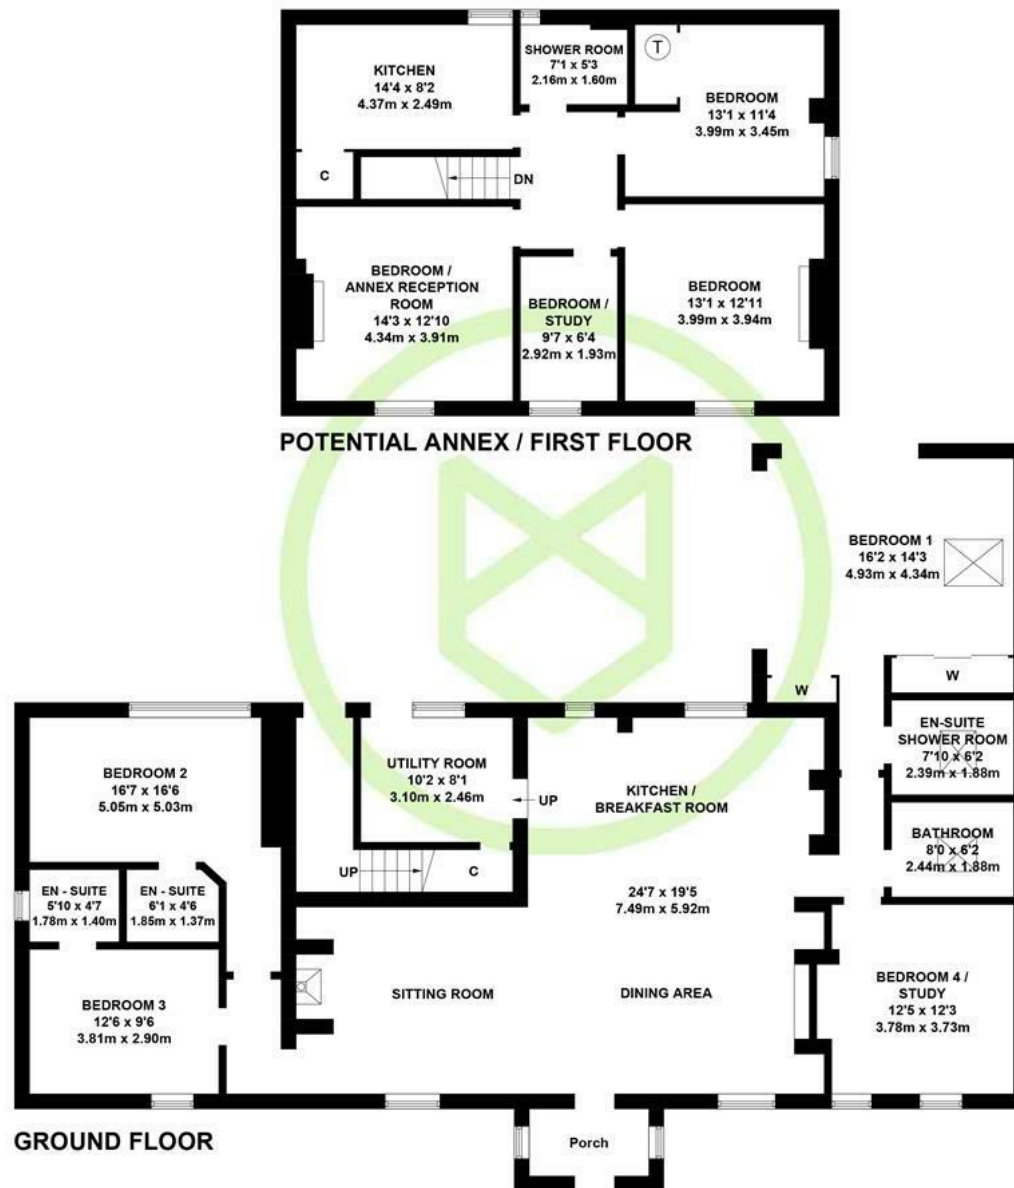 KITCHEN
14'4 x 8'2
4.37m x 2.49m
SHOWER ROOM
7'1 x 5'3
2.16m x 1.60m
T
BEDROOM
13'1 x 11'4
3.99m x 3.45m
C
DN
BEDROOM /
ANNEX RECEPTION
ROOM
14'3 x 12'10
4.34m x 3.91m
BEDROOM /
STUDY
9'7 x 6'4
2.92m x 1.93m
BEDROOM
13'1 x 12'11
3.99m x 3.94m
POTENTIAL ANNEX / FIRST FLOOR
BEDROOM 1
16'2 x 14'3
4.93m x 4.34m
W
W
EN-SUITE
SHOWER ROOM
7'10 x 6'2
2.39m x 1.88m
BEDROOM 2
16'7 x 16'6
5.05m x 5.03m
UTILITY ROOM
10'2 x 8'1
3.10m x 2.46m
UP
KITCHEN /
BREAKFAST ROOM
BATHROOM
8'0 x 6'2
2.44m x 1.88m
UP
C
EN - SUITE
5'10 x 4'7
1.78m x 1.40m
EN - SUITE
6'1 x 4'6
1.85m x 1.37m
24'7 x 19'5
7.49m x 5.92m
SITTING ROOM
DINING AREA
BEDROOM 3
12'6 x 9'6
3.81m x 2.90m
BEDROOM 4 /
STUDY
12'5 x 12'3
3.78m x 3.73m
GROUND FLOOR
Porch